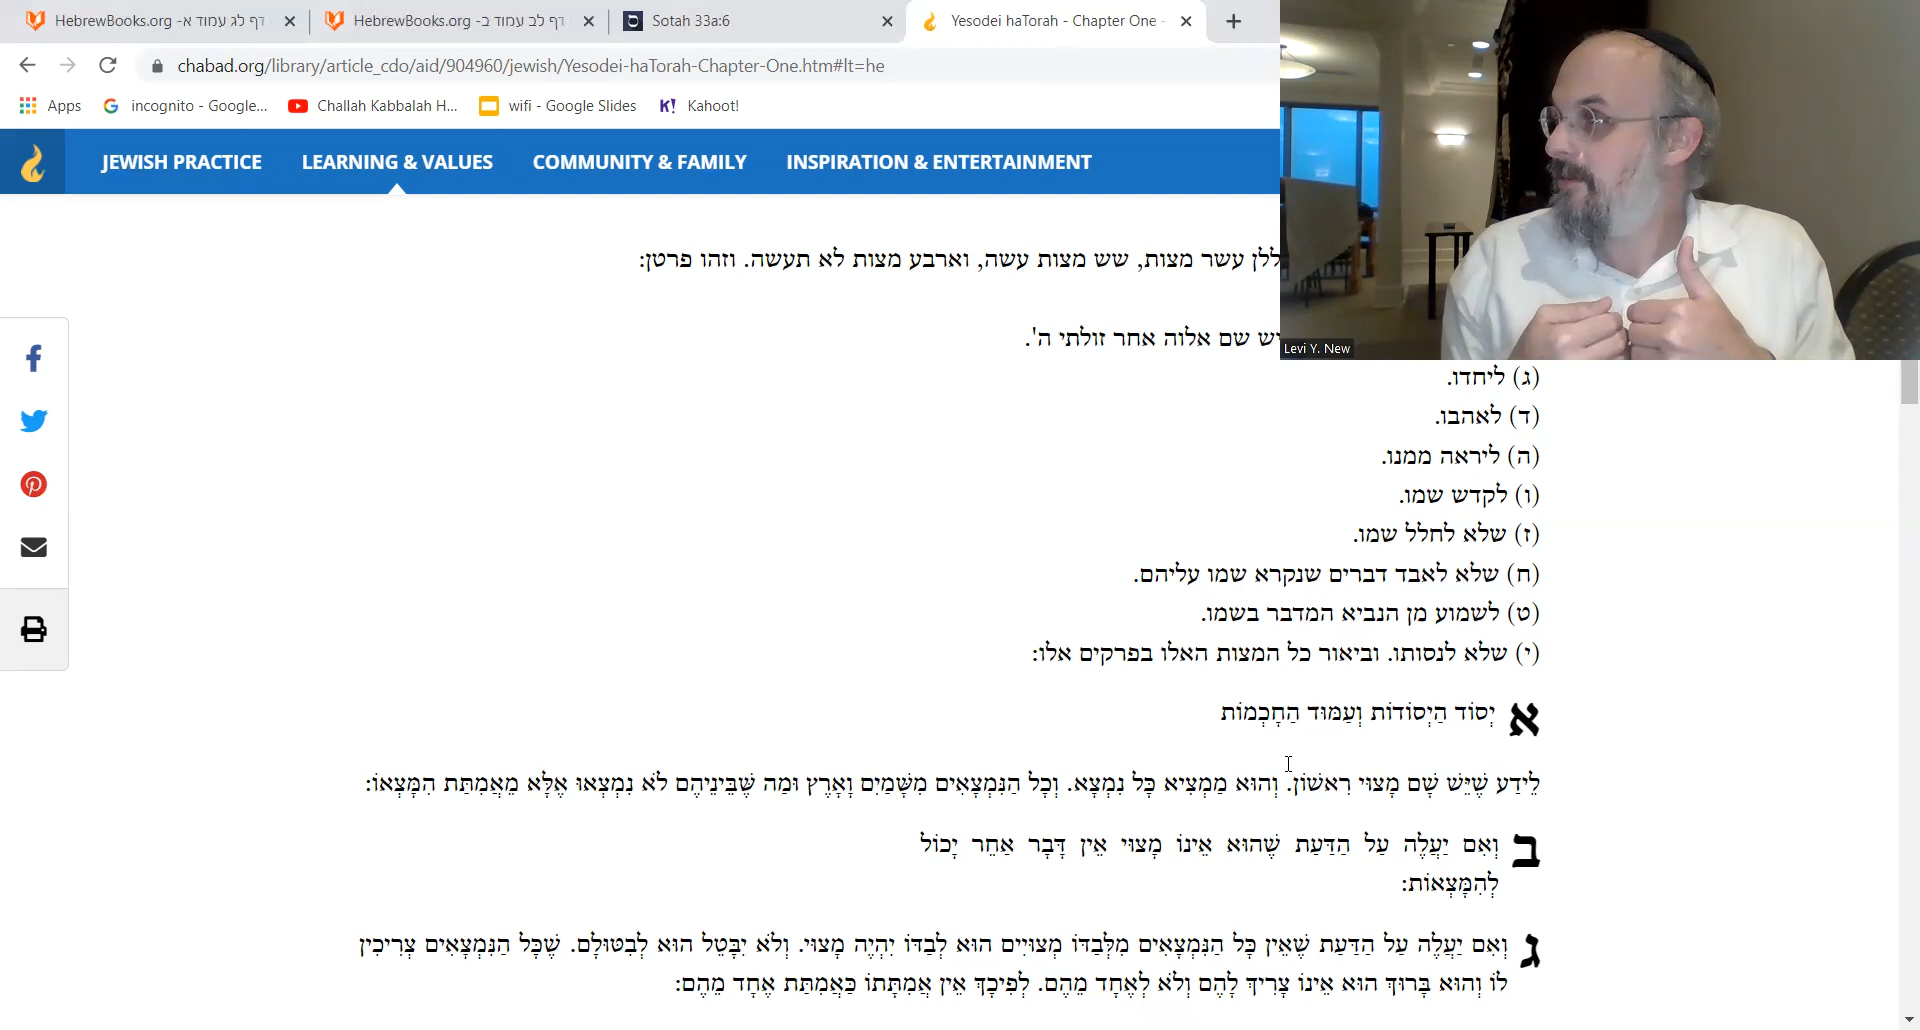 HebrewBooks.org - דף לג עמוד א
HebrewBooks.org - דף לב עמוד ב
Sotah 33a:6
Yesodei haTorah - Chapter One -
chabad.org/library/article_cdo/aid/904960/jewish/Yesodei-haTorah-Chapter-One.htm#lt=he
Apps
incognito - Google...
Challah Kabbalah H...
wifi - Google Slides
K!
Kahoot!
JEWISH PRACTICE
LEARNING & VALUES
COMMUNITY & FAMILY
INSPIRATION & ENTERTAINMENT
Levi Y. New
ללן עשר מצות, שש מצות עשה, וארבע מצות לא תעשה. וזהו פרטן:
שם אלוה אחר זולתי ה'.
(ג) ליחדו.
(ד) לאהבו.
(ה) ליראה ממנו.
(ו) לקדש שמו.
(ז) שלא לחלל שמו.
(ח) שלא לאבד דברים שנקרא שמו עליהם.
(ט) לשמוע מן הנביא המדבר בשמו.
(י) שלא לנסותו. וביאור כל המצות האלו בפרקים אלו:
א יְסוֹד הַיְסוֹדוֹת וְעַמּוּד הַחָכְמוֹת
לֵידַע שֶׁיֵּשׁ שָׁם מָצוּי רִאשׁוֹן. וְהוּא מַמְצִיא כָּל נִמְצָא. וְכָל הַנִּמְצָאִים מִשָּׁמַיִם וָאָרֶץ וּמַה שֶּׁבֵּינֵיהֶם לֹא נִמְצְאוּ אֶלָּא מֵאֲמִתַּת הִמָּצְאוֹ:
ב וְאִם יַעֲלֶה עַל הַדַּעַת שֶׁהוּא אֵינוֹ מָצוּי אֵין דָּבָר אַחֵר יָכוֹל
לְהִמָּצְאוֹת:
ג וְאִם יַעֲלֶה עַל הַדַּעַת שֶׁאֵין כָּל הַנִּמְצָאִים מִלְּבַדּוֹ מְצוּיִים הוּא לְבַדּוֹ יִהְיֶה מָצוּי. וְלֹא יִבָּטֵל הוּא לְבִטּוּלָם. שֶׁכָּל הַנִּמְצָאִים צְרִיכִין
לוֹ וְהוּא בָּרוּךְ הוּא אֵינוֹ צָרִיךְ לָהֶם וְלֹא לְאֶחָד מֵהֶם. לְפִיכָךְ אֵין אֲמִתָּתוֹ כַּאֲמִתַּת אֶחָד מֵהֶם: